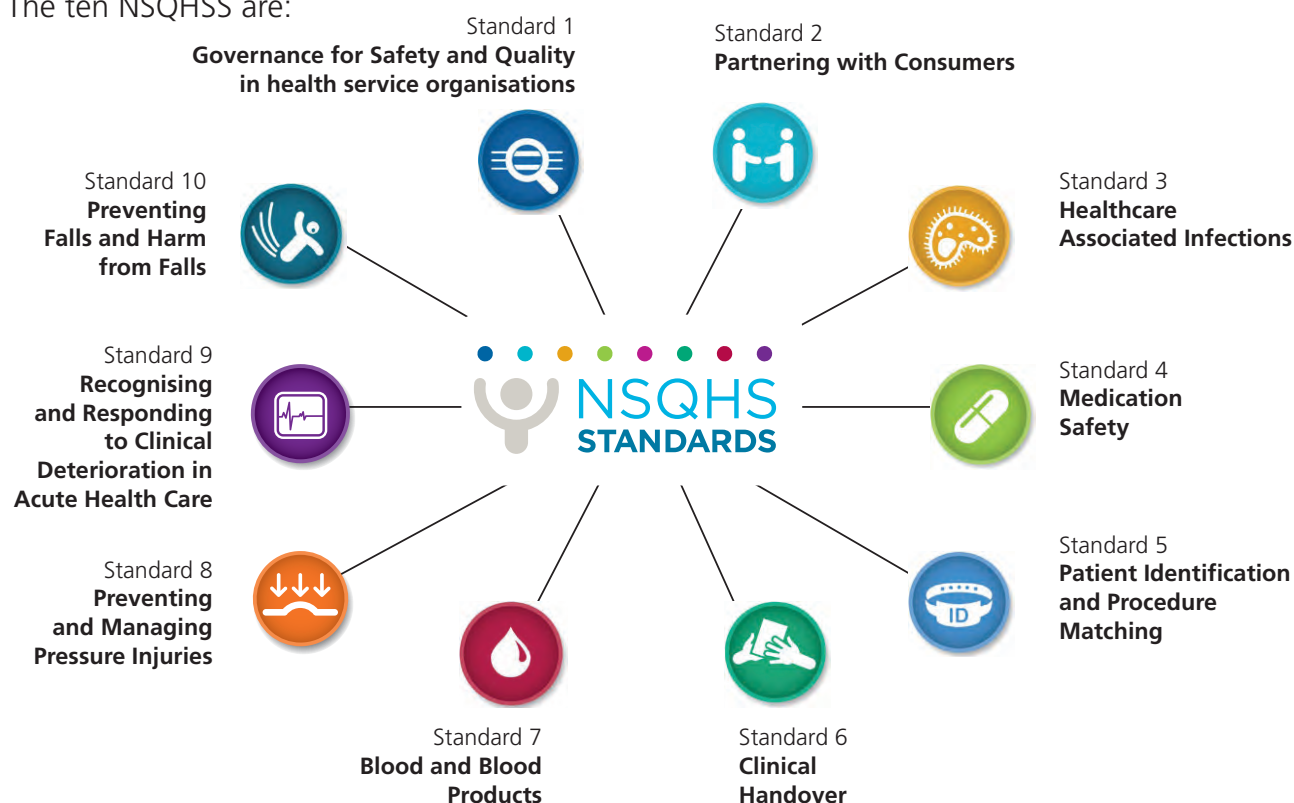 The ten NSQHSS are:
Standard 1
Governance for Safety and Quality
in health service organisations
Standard 2
Partnering with Consumers
Standard 3
Healthcare
Associated Infections
Standard 4
Medication
Safety
Standard 5
Patient Identification
and Procedure
Matching
ID
Standard 6
Clinical
Handover
Standard 7
Blood and Blood
Products
Standard 8
Preventing
and Managing
Pressure Injuries
Standard 9
Recognising
and Responding
to Clinical
Deterioration in
Acute Health Care
Standard 10
Preventing
Falls and Harm
from Falls
NSQHS
STANDARDS